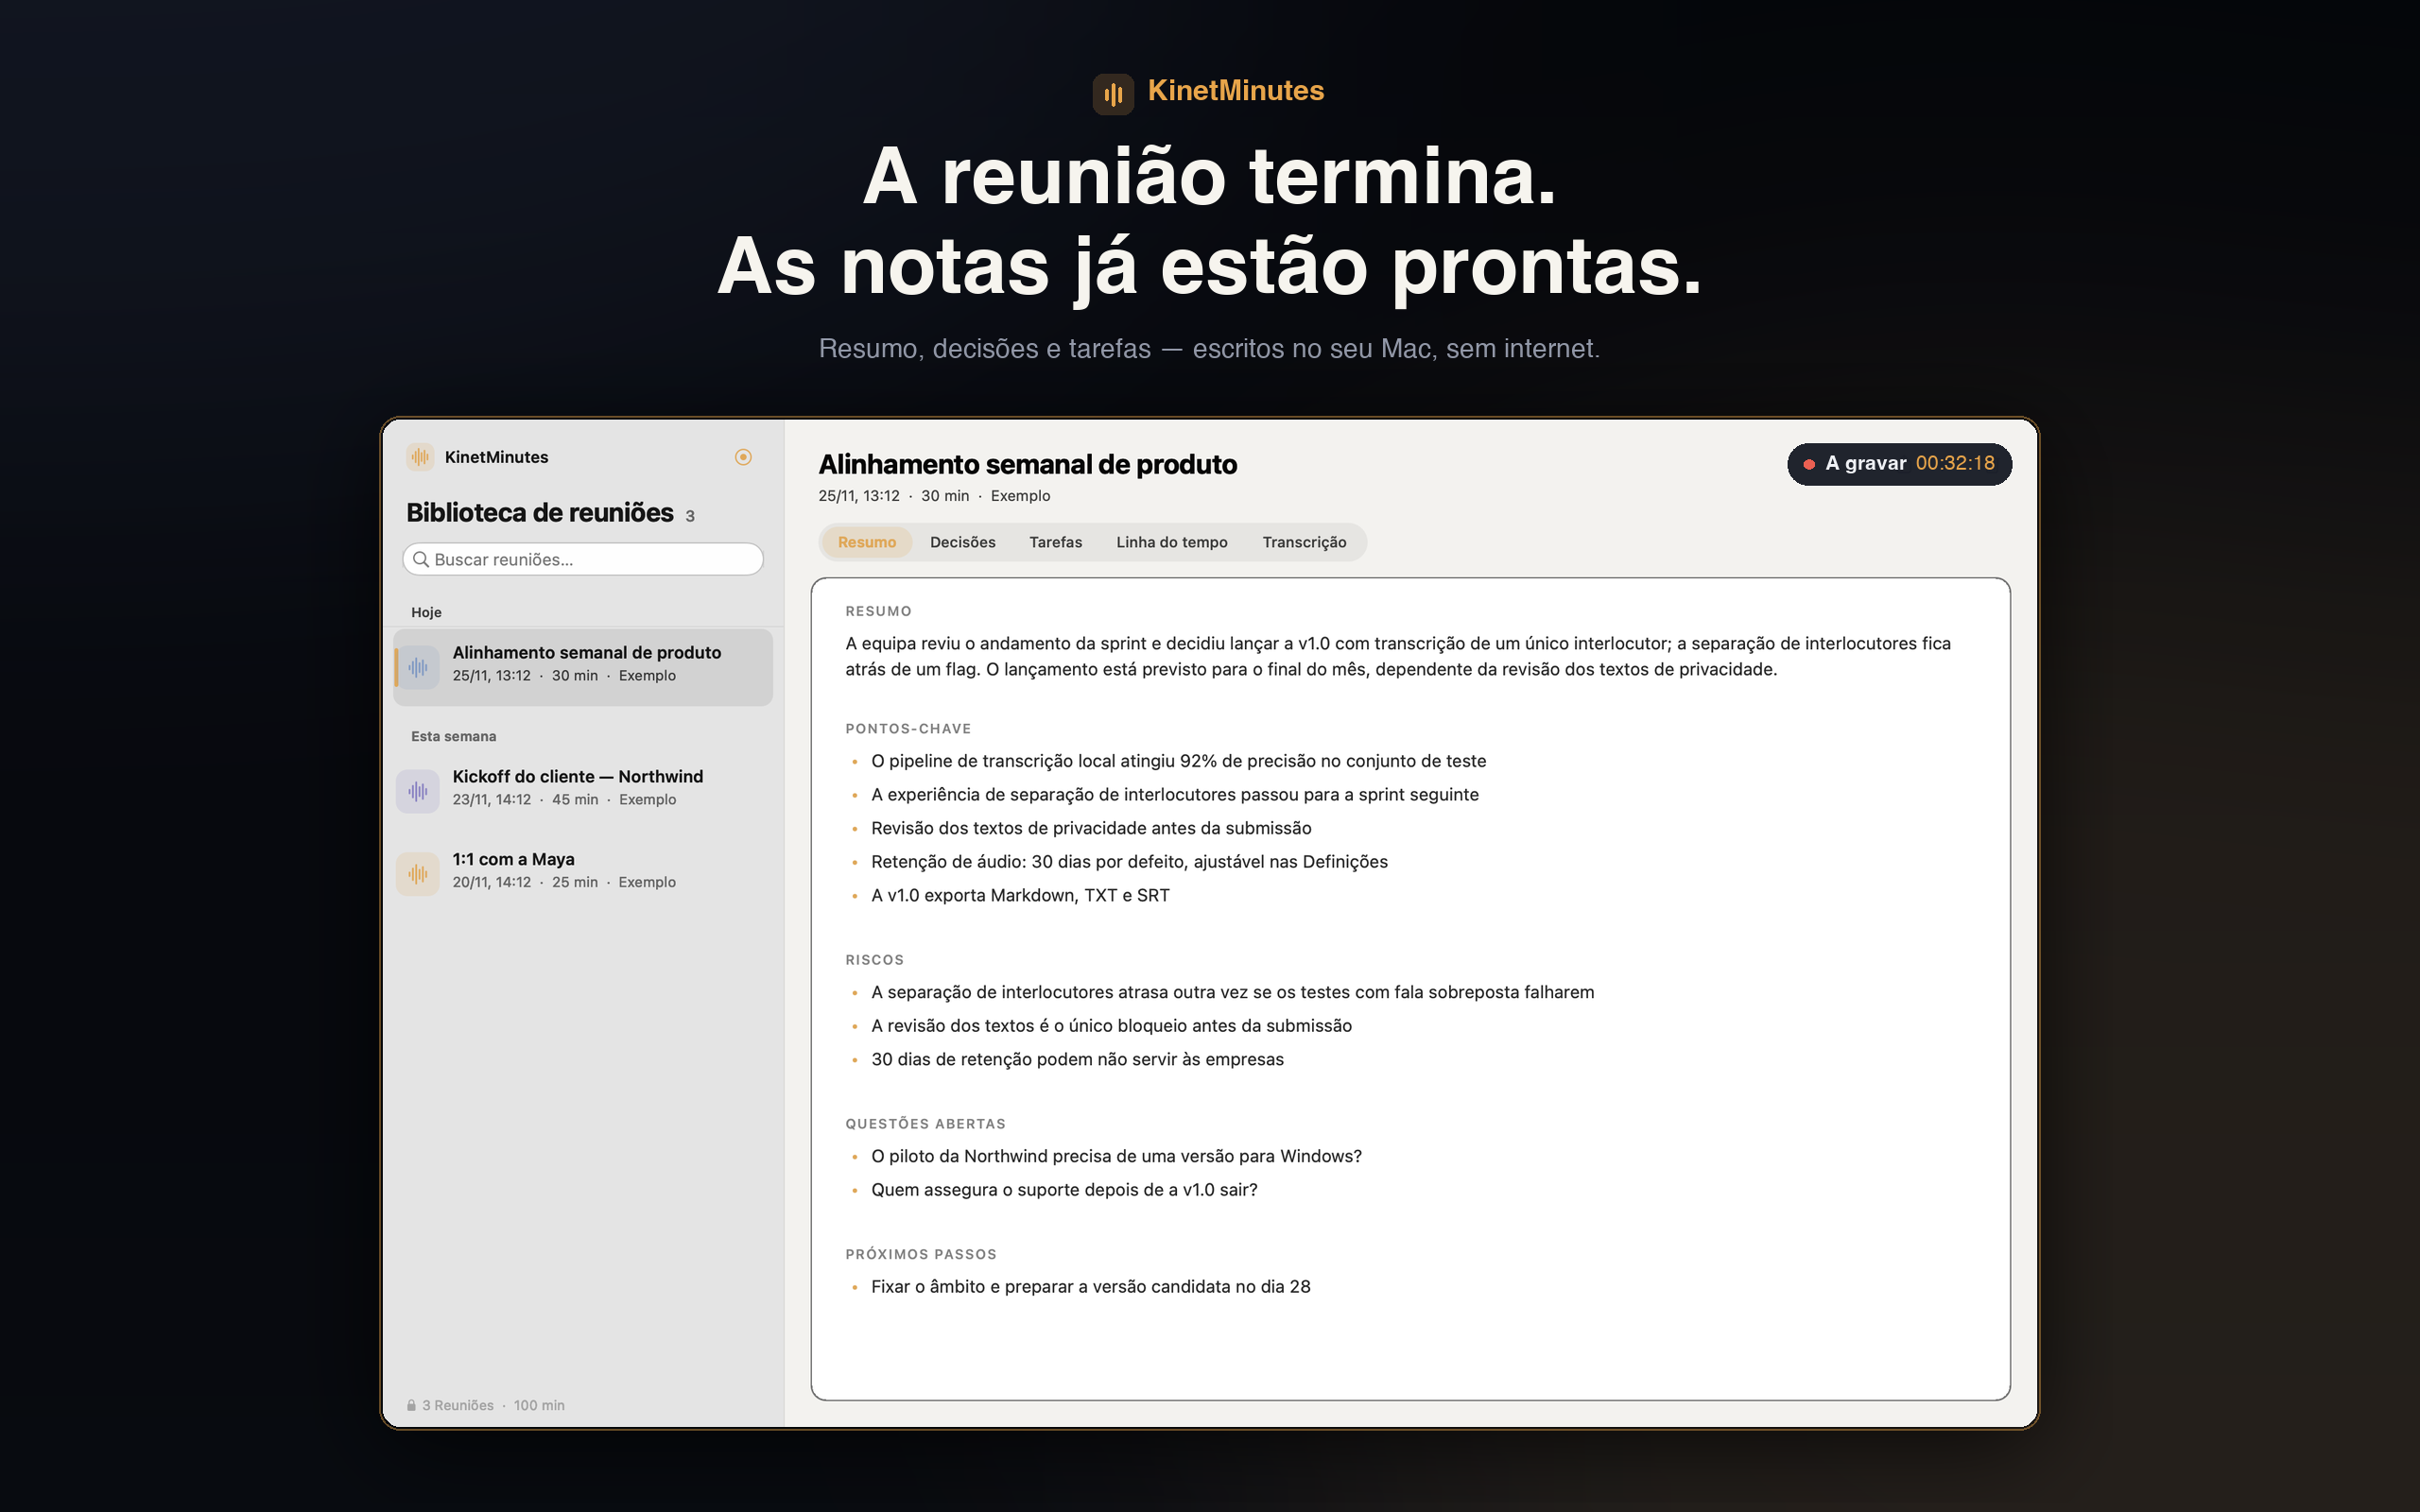 KinetMinutes
A reunião termina.
As notas já estão prontas.
Resumo, decisões e tarefas — escritos no seu Mac, sem internet.
KinetMinutes
Biblioteca de reuniões 3
Buscar reuniões...
Hoje
Alinhamento semanal de produto
25/11, 13:12 · 30 min · Exemplo
Esta semana
Kickoff do cliente — Northwind
23/11, 14:12 · 45 min · Exemplo
1:1 com a Maya
20/11, 14:12 · 25 min · Exemplo
3 Reuniões · 100 min
Alinhamento semanal de produto
25/11, 13:12 · 30 min · Exemplo
A gravar 00:32:18
Resumo Decisões Tarefas Linha do tempo Transcrição
RESUMO
A equipa reviu o andamento da sprint e decidiu lançar a v1.0 com transcrição de um único interlocutor; a separação de interlocutores fica
atrás de um flag. O lançamento está previsto para o final do mês, dependente da revisão dos textos de privacidade.
PONTOS-CHAVE
• O pipeline de transcrição local atingiu 92% de precisão no conjunto de teste
• A experiência de separação de interlocutores passou para a sprint seguinte
• Revisão dos textos de privacidade antes da submissão
• Retenção de áudio: 30 dias por defeito, ajustável nas Definições
• A v1.0 exporta Markdown, TXT e SRT
RISCOS
• A separação de interlocutores atrasa outra vez se os testes com fala sobreposta falharem
• A revisão dos textos é o único bloqueio antes da submissão
• 30 dias de retenção podem não servir às empresas
QUESTÕES ABERTAS
• O piloto da Northwind precisa de uma versão para Windows?
• Quem assegura o suporte depois de a v1.0 sair?
PRÓXIMOS PASSOS
• Fixar o âmbito e preparar a versão candidata no dia 28